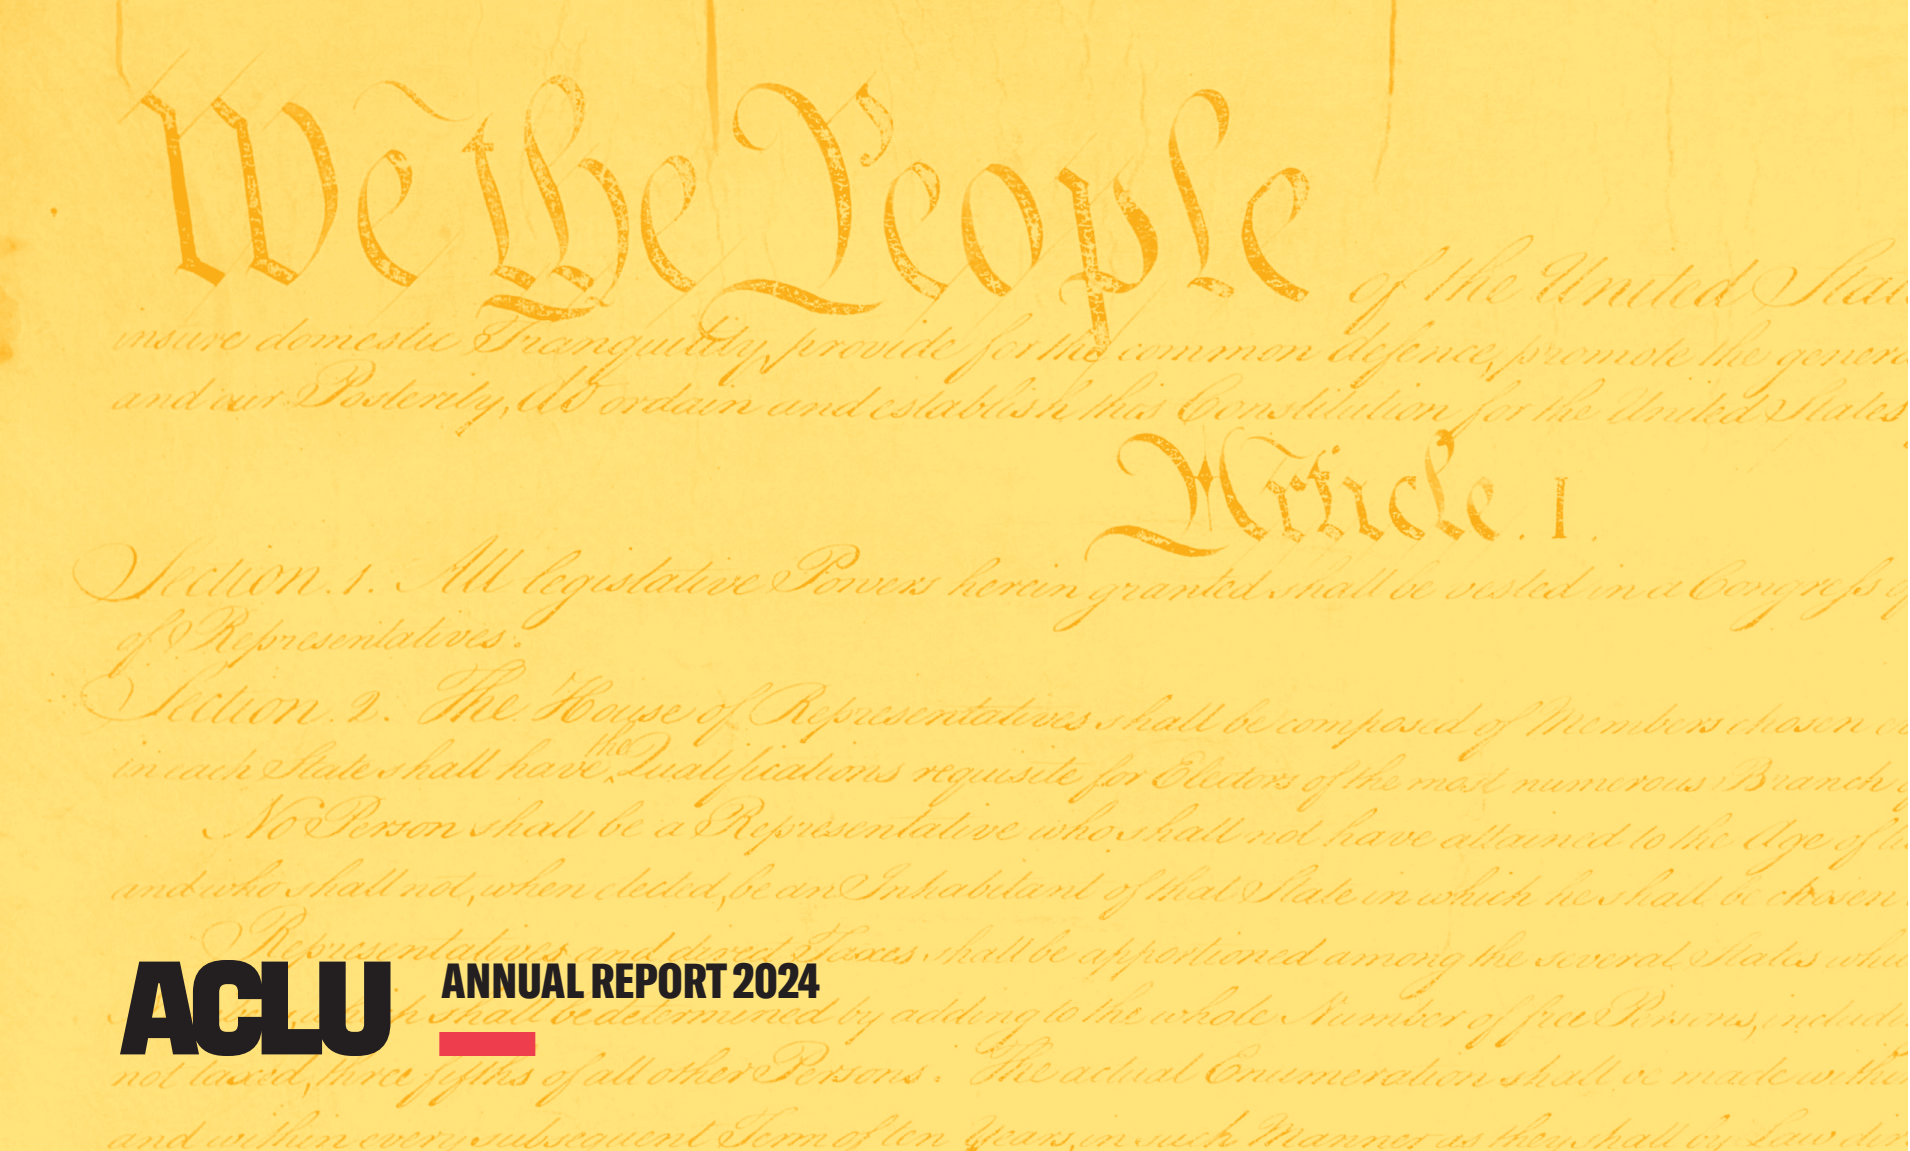 We the People of the United
insure domestic Tranquility, provide for the common defence, promote the
and our Posterity, do ordain and establish this Constitution for the United States
Article. I.
Section. 1. All legislative Powers herein granted shall be vested in a Congress
of Representatives.
Section. 2. The House of Representatives shall be composed of Members chosen
in each State shall have the Qualifications requisite for Electors of the most numerous Branch
No Person shall be a Representative who shall not have attained to the Age of
and who shall not, when elected, be an Inhabitant of that State in which he shall be chosen
Representatives and direct Taxes shall be apportioned among the several States
ACLU ANNUAL REPORT 2024
shall be determined by adding to the whole Number of free Persons,
not taxed, three fifths of all other Persons. The actual Enumeration shall be made
and within every subsequent Term of ten Years, in such Manner as they shall by Law